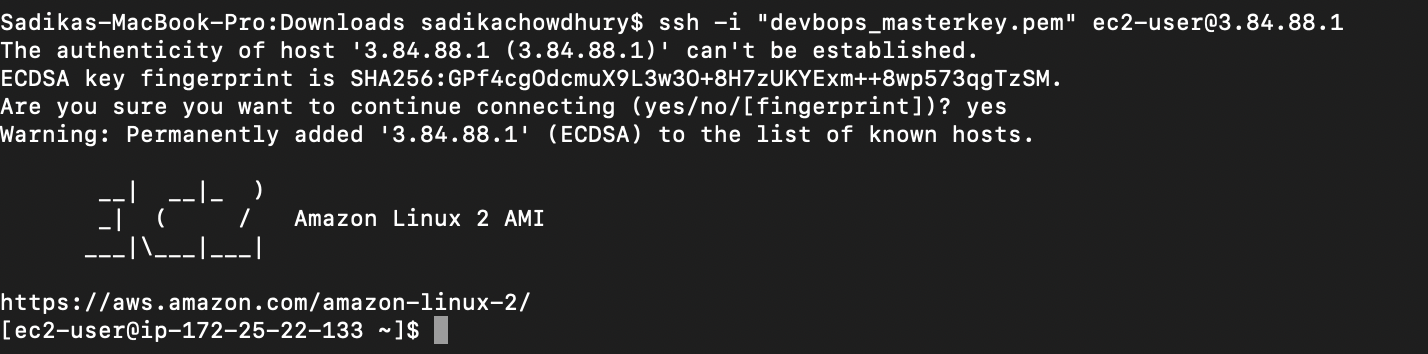 Sadikas-MacBook-Pro:Downloads sadikachowdhury$ ssh -i "devbops_masterkey.pem" ec2-user@3.84.88.1
The authenticity of host '3.84.88.1 (3.84.88.1)' can't be established.
ECDSA key fingerprint is SHA256:GPf4cgOdcmuX9L3w3O+8H7zUKYExm++8wp573qgTzSM.
Are you sure you want to continue connecting (yes/no/[fingerprint])? yes
Warning: Permanently added '3.84.88.1' (ECDSA) to the list of known hosts.

       __|  __|_  )
       _|  (     /   Amazon Linux 2 AMI
      ___|\___|___|

https://aws.amazon.com/amazon-linux-2/
[ec2-user@ip-172-25-22-133 ~]$